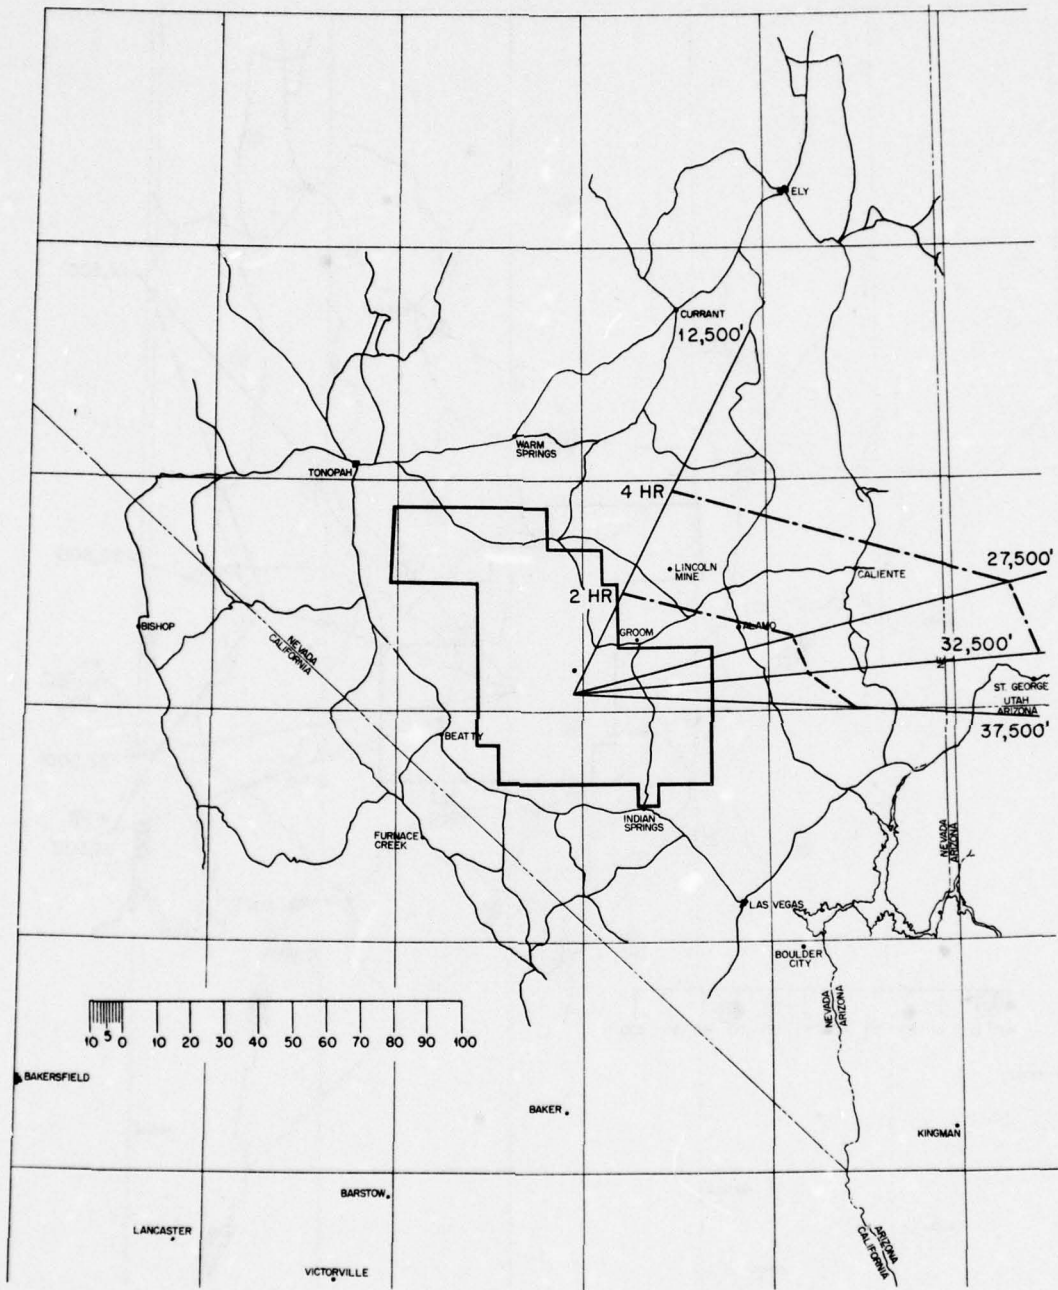 ELY
CURRANT
12,500'
WARM
SPRINGS
TONOPAH
4 HR
27,500'
LINCOLN
MINE
CALIENTE
2 HR
BISHOP
GROOM
ALAMO
32,500'
NEVADA
CALIFORNIA
NE
ST. GEORGE
UTAH
ARIZONA
37,500'
BEATTY
INDIAN
SPRINGS
FURNACE
CREEK
NEVADA
ARIZONA
LAS VEGAS
BOULDER
CITY
NEVADA
ARIZONA
10 5 0 10 20 30 40 50 60 70 80 90 100
BAKERSFIELD
BAKER
KINGMAN
BARSTOW
LANCASTER
ARIZONA
CALIFORNIA
VICTORVILLE